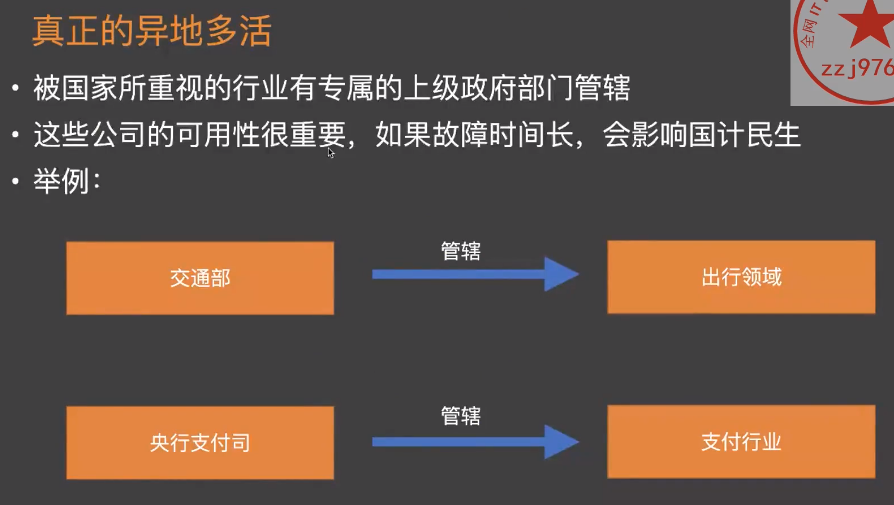 真正的异地多活
全网IT
zzj976
• 被国家所重视的行业有专属的上级政府部门管辖
• 这些公司的可用性很重要，如果故障时间长，会影响国计民生
• 举例：
交通部
管辖
出行领域
央行支付司
管辖
支付行业